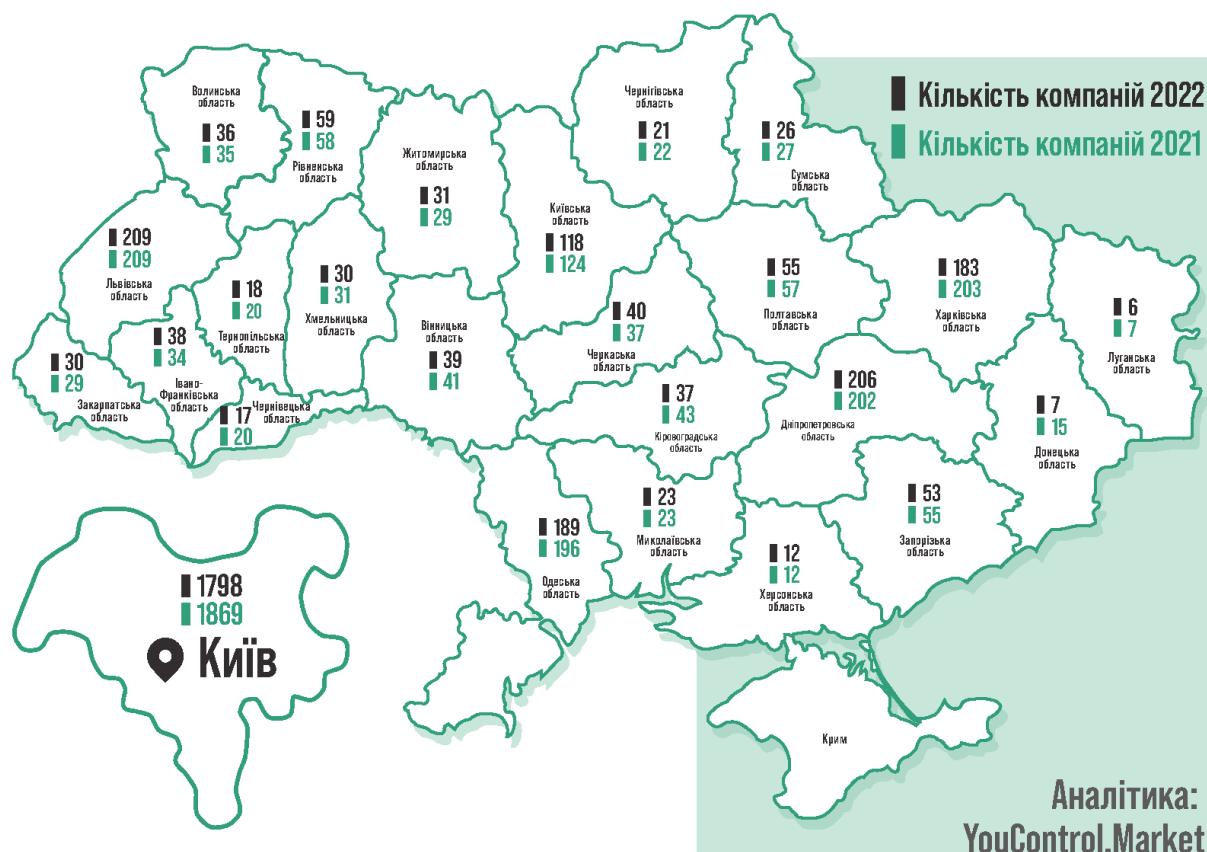 Кількість компаній 2022
Кількість компаній 2021
Волинська
область
36
35
59
58
Рівненська
область
Житомирська
область
31
29
Київська
область
118
124
Чернігівська
область
21
22
26
27
Сумська
область
209
209
Львівська
область
18
20
Тернопільська
область
30
31
Хмельницька
область
Вінницька
область
39
41
40
37
Черкаська
область
55
57
Полтавська
область
183
203
Харківська
область
6
7
Луганська
область
30
29
Закарпатська
область
38
34
Івано-
Франківська
область
Чернівецька
область
17
20
37
43
Кіровоградська
область
206
202
Дніпропетровська
область
7
15
Донецька
область
189
196
Одеська
область
23
23
Миколаївська
область
12
12
Херсонська
область
53
55
Запорізька
область
1798
1869
Київ
Крим
Аналітика:
YouControl.Market